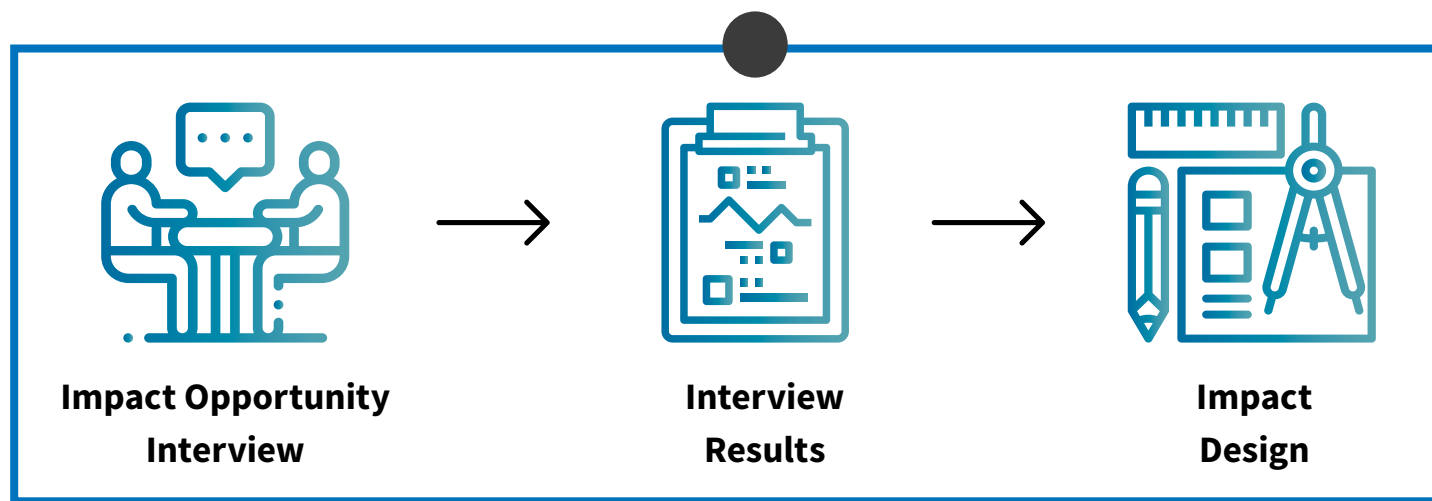 Impact Opportunity
Interview
Interview
Results
Impact
Design